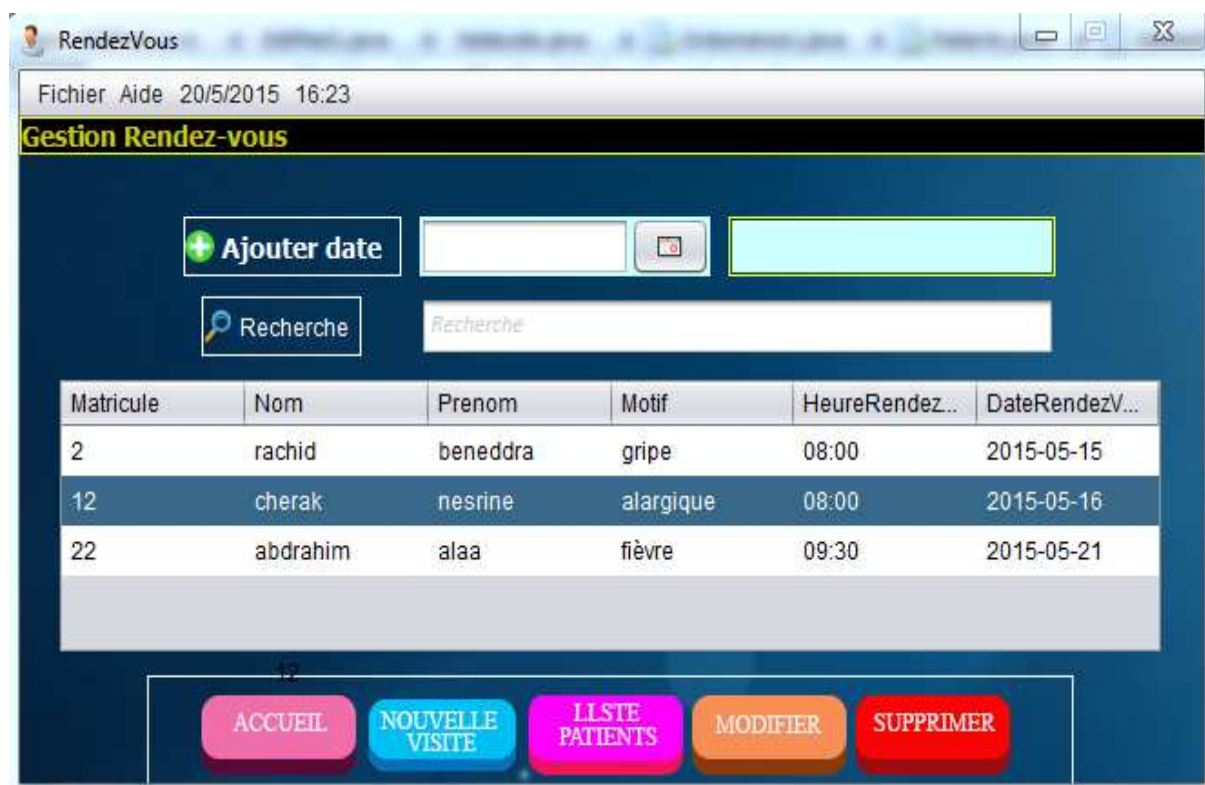 RendezVous
Fichier Aide 20/5/2015 16:23
Gestion Rendez-vous
Ajouter date
Recherche
Recherche
Matricule Nom Prenom Motif HeureRendez... DateRendezV...
2 rachid beneddra gripe 08:00 2015-05-15
12 cherak nesrine alargique 08:00 2015-05-16
22 abdrahim alaa fièvre 09:30 2015-05-21
12
ACCUEIL
NOUVELLE
VISITE
LLSTE
PATIENTS
MODIFIER
SUPPRIMER